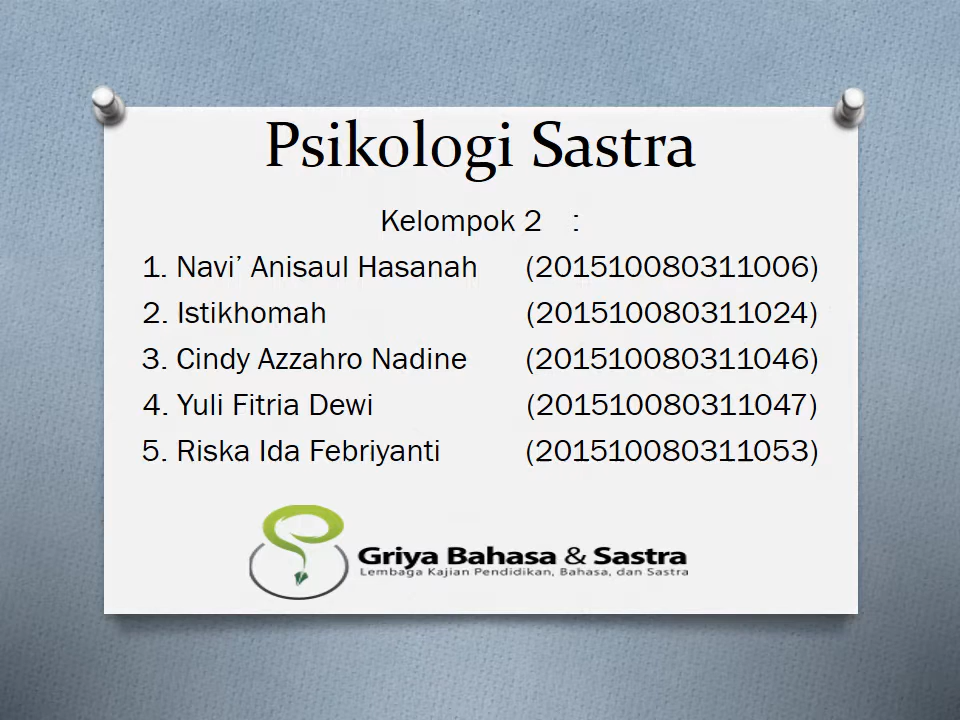 Psikologi Sastra
Kelompok 2 :
1. Navi’ Anisaul Hasanah (201510080311006)
2. Istikhomah (201510080311024)
3. Cindy Azzahro Nadine (201510080311046)
4. Yuli Fitria Dewi (201510080311047)
5. Riska Ida Febriyanti (201510080311053)
Griya Bahasa & Sastra
Lembaga Kajian Pendidikan, Bahasa, dan Sastra